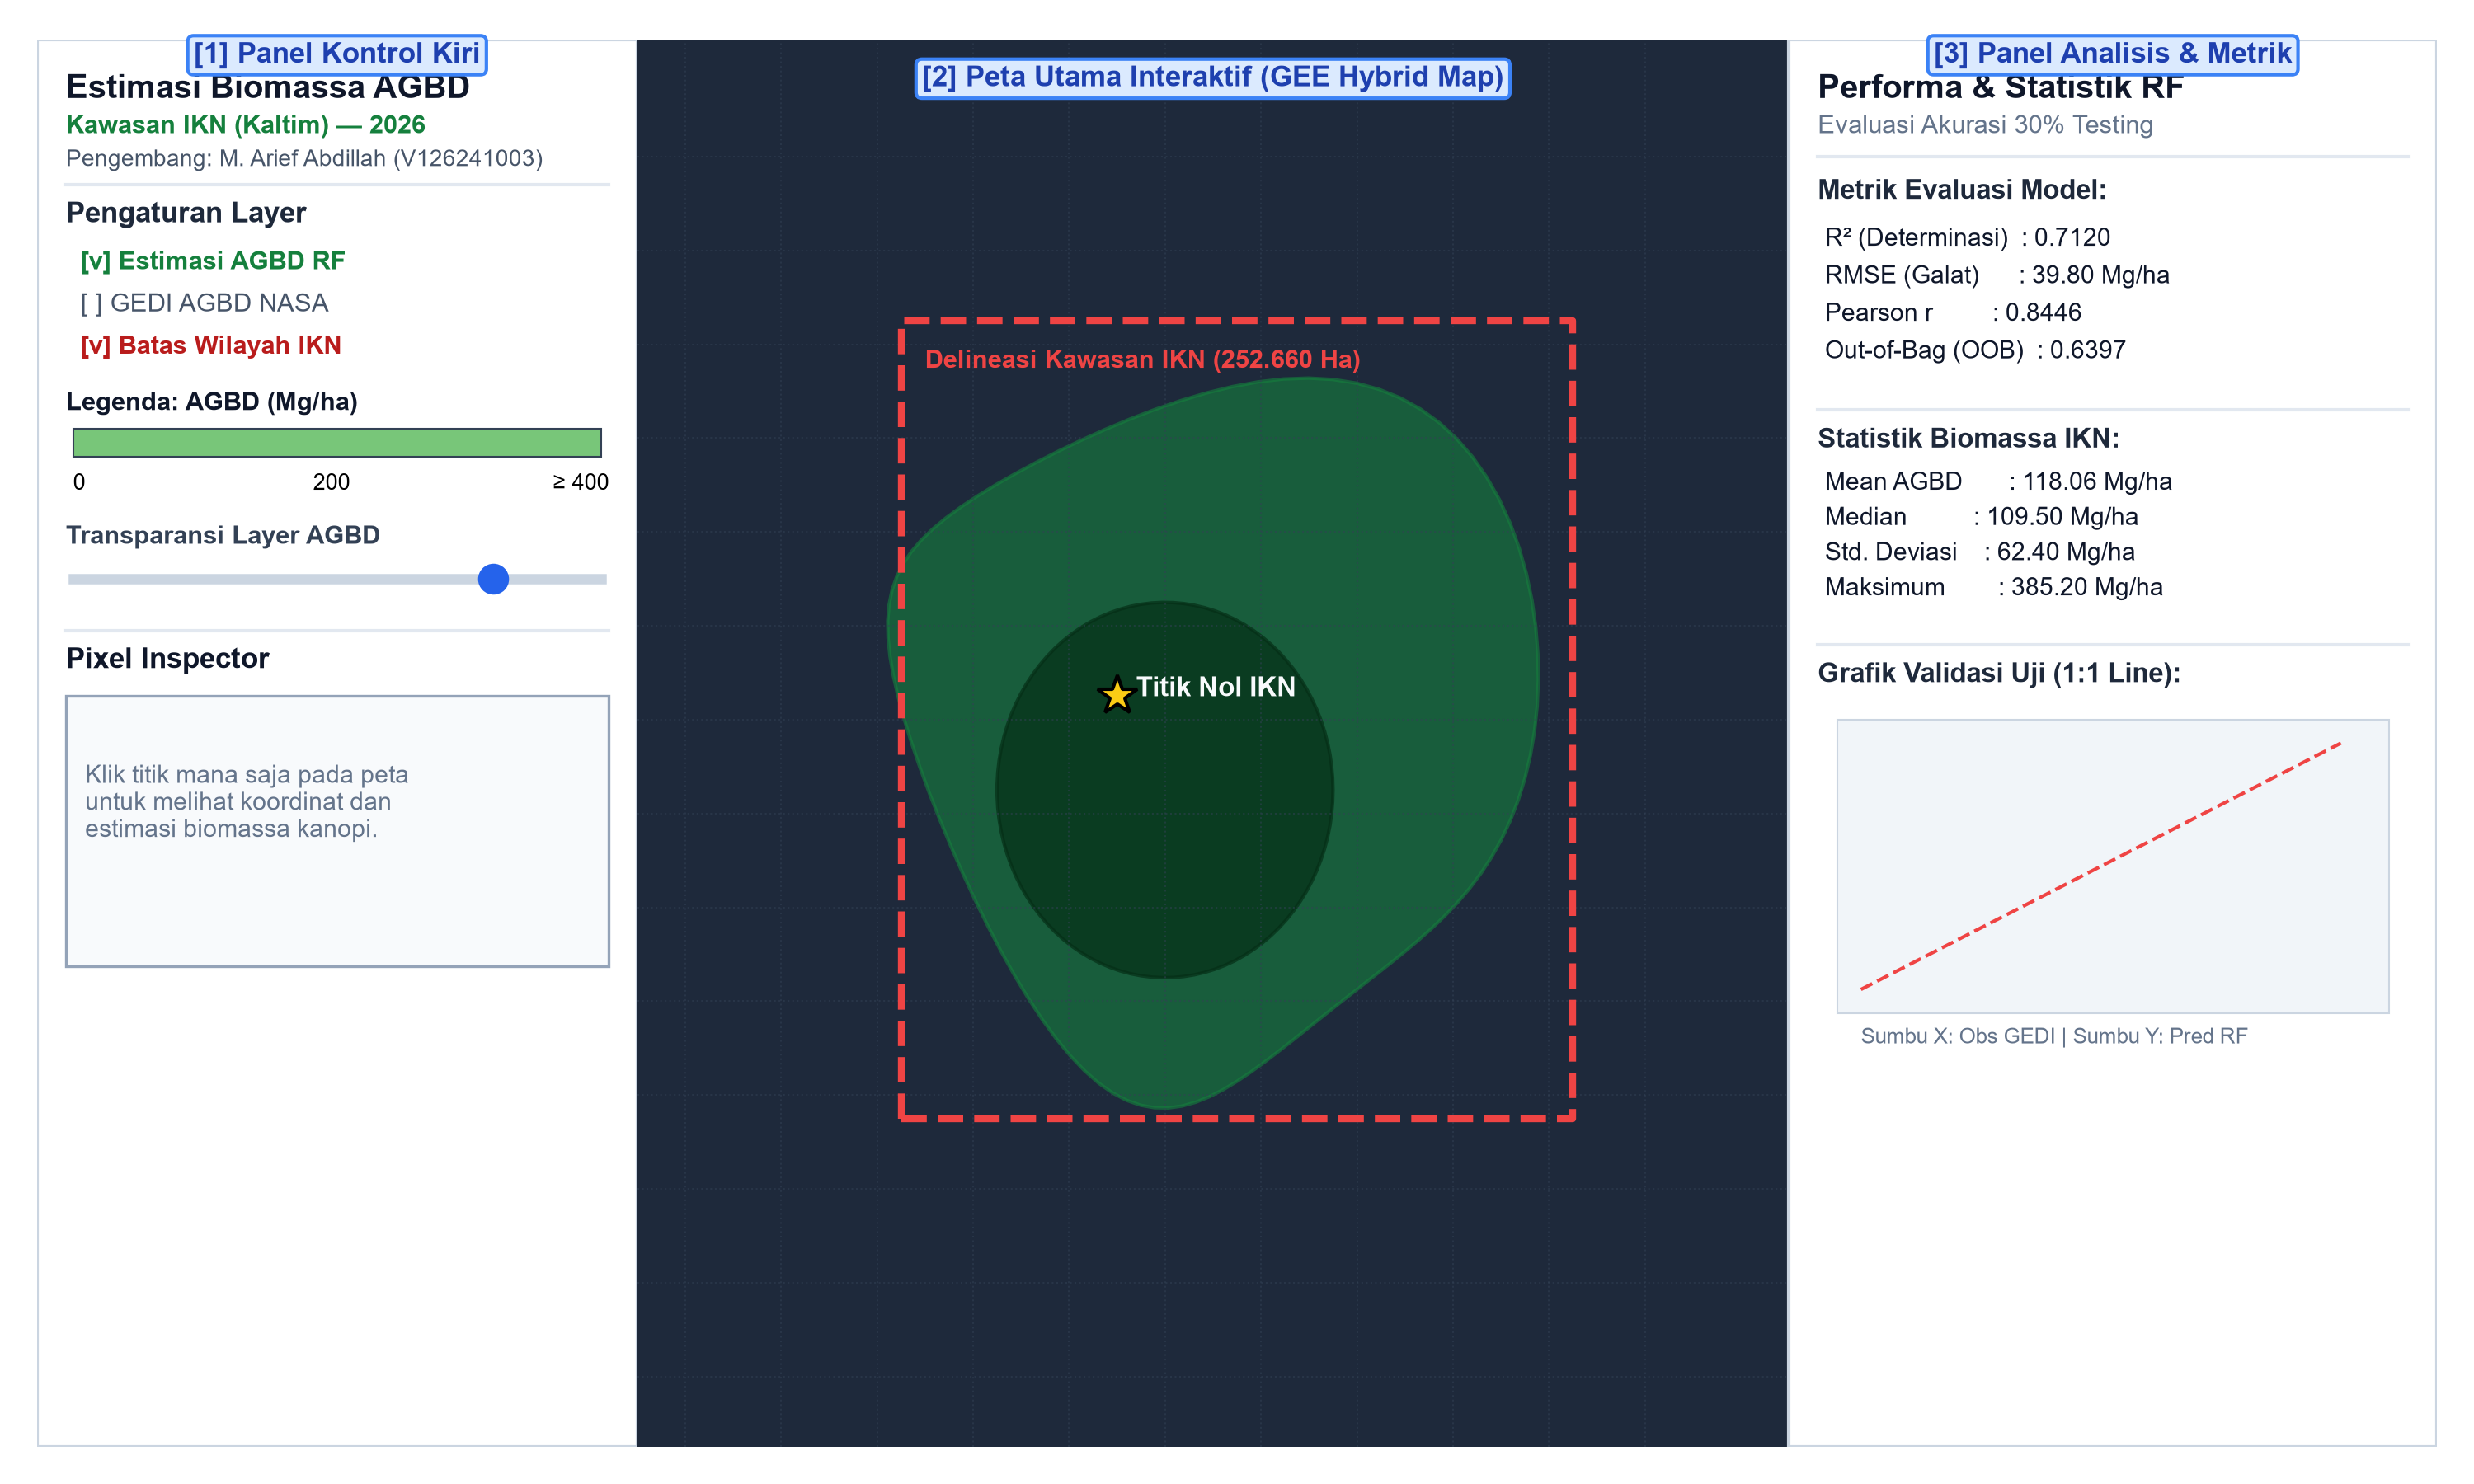 [1] Panel Kontrol Kiri
Estimasi Biomassa AGBD
Kawasan IKN (Kaltim) — 2026
Pengembang: M. Arief Abdillah (V126241003)
Pengaturan Layer
[v] Estimasi AGBD RF
[ ] GEDI AGBD NASA
[v] Batas Wilayah IKN
Legenda: AGBD (Mg/ha)
0 200 ≥ 400
Transparansi Layer AGBD
Pixel Inspector
Klik titik mana saja pada peta
untuk melihat koordinat dan
estimasi biomassa kanopi.
[2] Peta Utama Interaktif (GEE Hybrid Map)
Delineasi Kawasan IKN (252.660 Ha)
Titik Nol IKN
[3] Panel Analisis & Metrik
Performa & Statistik RF
Evaluasi Akurasi 30% Testing
Metrik Evaluasi Model:
R² (Determinasi) : 0.7120
RMSE (Galat) : 39.80 Mg/ha
Pearson r : 0.8446
Out-of-Bag (OOB) : 0.6397
Statistik Biomassa IKN:
Mean AGBD : 118.06 Mg/ha
Median : 109.50 Mg/ha
Std. Deviasi : 62.40 Mg/ha
Maksimum : 385.20 Mg/ha
Grafik Validasi Uji (1:1 Line):
Sumbu X: Obs GEDI | Sumbu Y: Pred RF